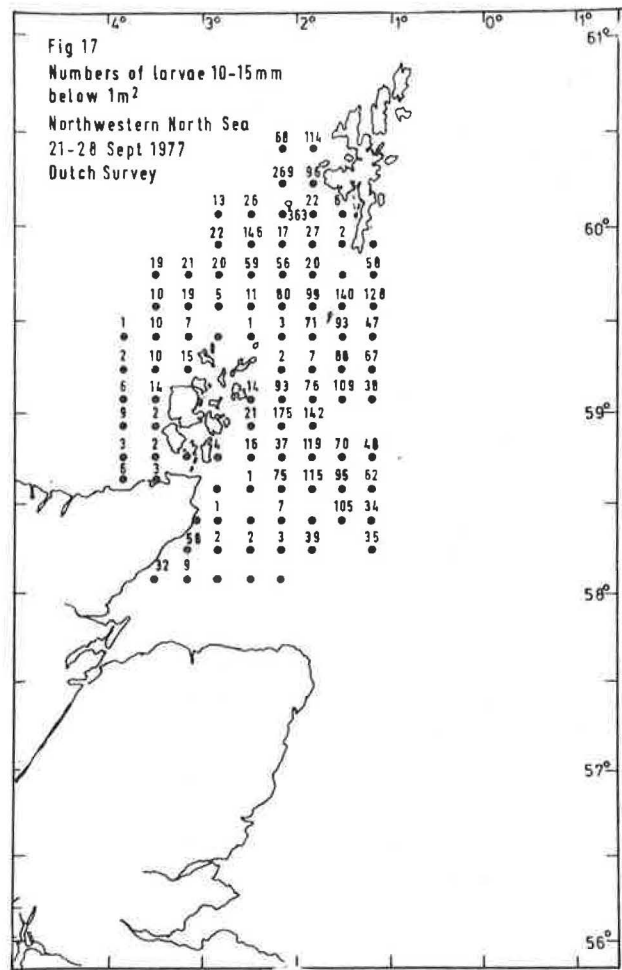 4° 3° 2° 1° 0° 1°
61°
Fig 17
Numbers of larvae 10-15mm
below 1m²
Northwestern North Sea
21-28 Sept 1977
Dutch Survey
68 114
269 96
13 26 363 22 6
22 146 17 27 2
60°
19 21 20 59 56 20 58
10 19 5 11 80 99 140 128
1 10 7 1 3 71 93 47
2 10 15 2 7 88 67
6 14 14 93 76 109 38
9 2 21 175 142
59°
3 2 4 16 37 119 70 48
6 3 1 75 115 95 62
1 7 105 34
58 2 2 3 39 35
32 9
58°
57°
56°